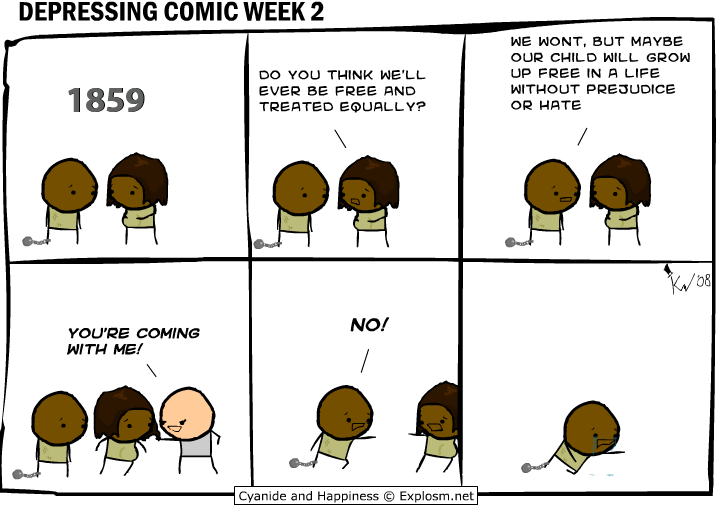 DEPRESSING COMIC WEEK 2
1859
DO YOU THINK WE'LL
EVER BE FREE AND
TREATED EQUALLY?
WE WONT, BUT MAYBE
OUR CHILD WILL GROW
UP FREE IN A LIFE
WITHOUT PREJUDICE
OR HATE
YOU'RE COMING
WITH ME!
NO!
KW '08
Cyanide and Happiness © Explosm.net